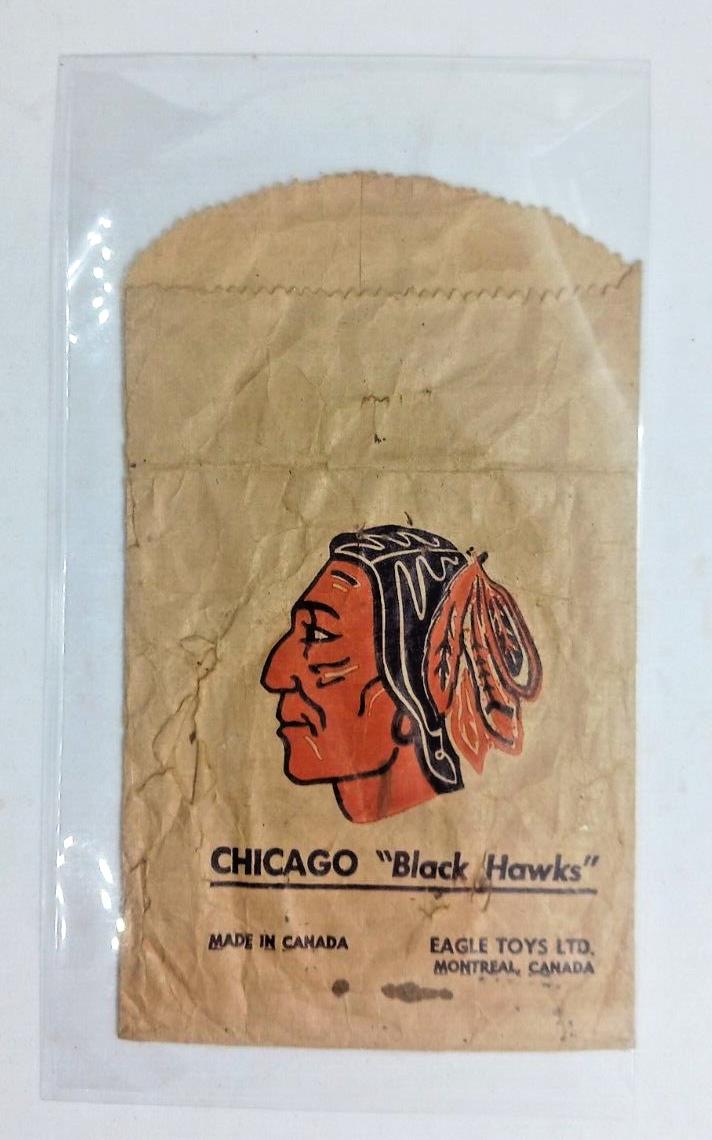 CHICAGO "Black Hawks"
MADE IN CANADA
EAGLE TOYS LTD.
MONTREAL, CANADA